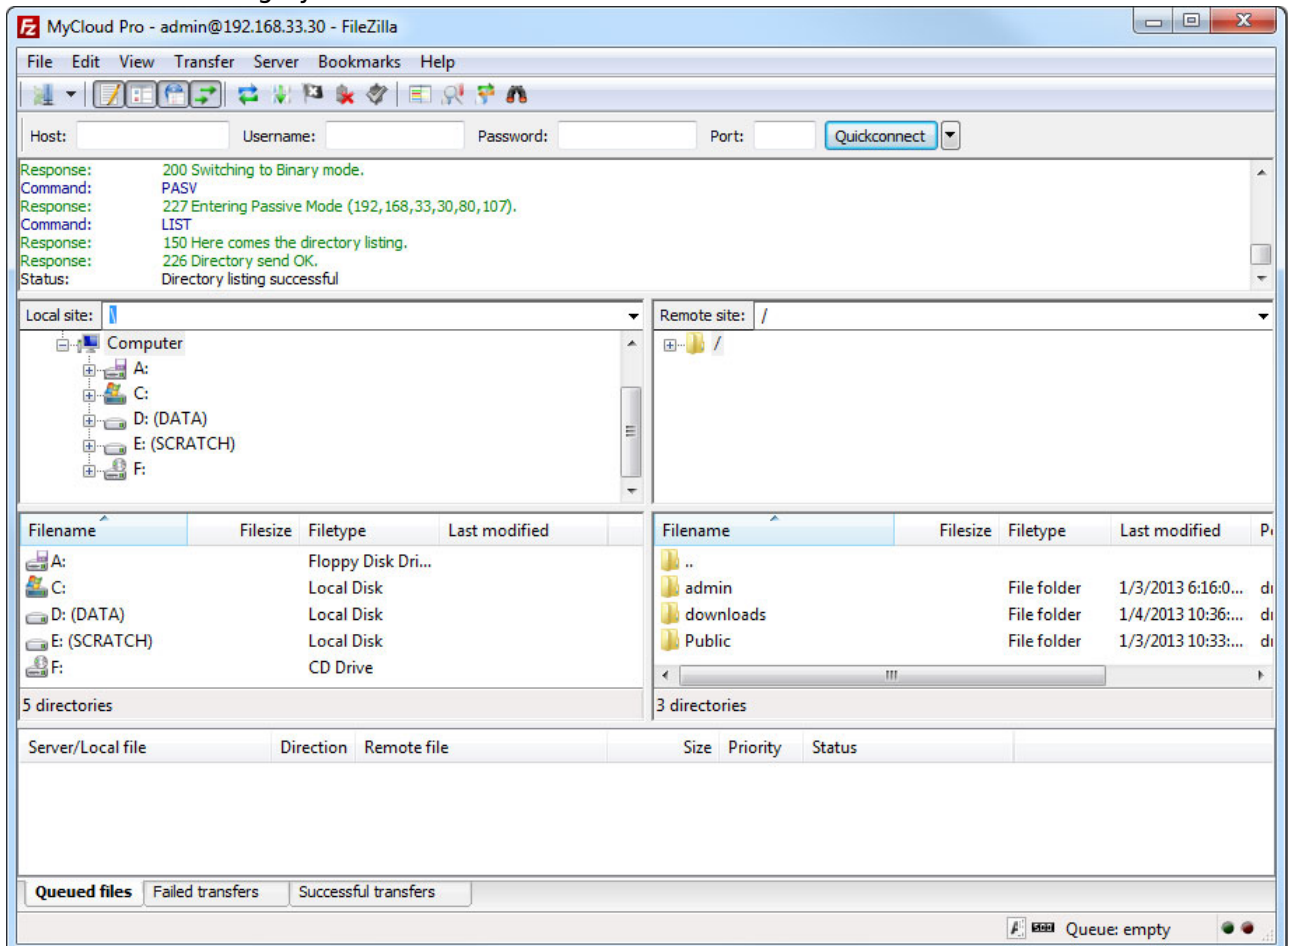 MyCloud Pro - admin@192.168.33.30 - FileZilla
File Edit View Transfer Server Bookmarks Help
Host: Username: Password: Port: Quickconnect
Response: 200 Switching to Binary mode.
Command: PASV
Response: 227 Entering Passive Mode (192,168,33,30,80,107).
Command: LIST
Response: 150 Here comes the directory listing.
Response: 226 Directory send OK.
Status: Directory listing successful
Local site: \
Computer
A:
C:
D: (DATA)
E: (SCRATCH)
F:
Remote site: /
/
Filename Filesize Filetype Last modified
A: Floppy Disk Dri...
C: Local Disk
D: (DATA) Local Disk
E: (SCRATCH) Local Disk
F: CD Drive
5 directories
Filename Filesize Filetype Last modified
..
admin File folder 1/3/2013 6:16:0...
downloads File folder 1/4/2013 10:36:...
Public File folder 1/3/2013 10:33:...
3 directories
Server/Local file Direction Remote file Size Priority Status
Queued files Failed transfers Successful transfers
Queue: empty